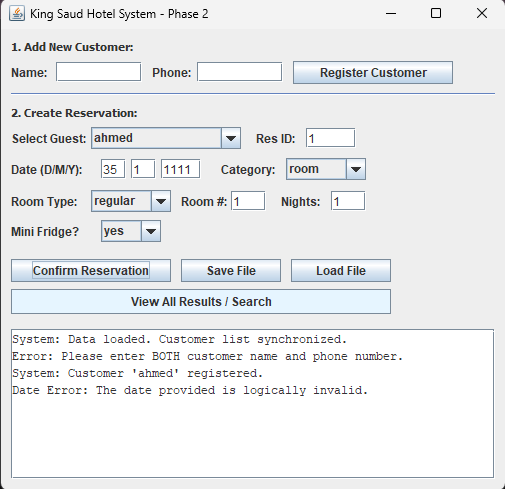 King Saud Hotel System - Phase 2
1. Add New Customer:
Name: Phone: Register Customer
2. Create Reservation:
Select Guest: ahmed Res ID: 1
Date (D/M/Y): 35 1 1111 Category: room
Room Type: regular Room #: 1 Nights: 1
Mini Fridge? yes
Confirm Reservation Save File Load File
View All Results / Search
System: Data loaded. Customer list synchronized.
Error: Please enter BOTH customer name and phone number.
System: Customer 'ahmed' registered.
Date Error: The date provided is logically invalid.